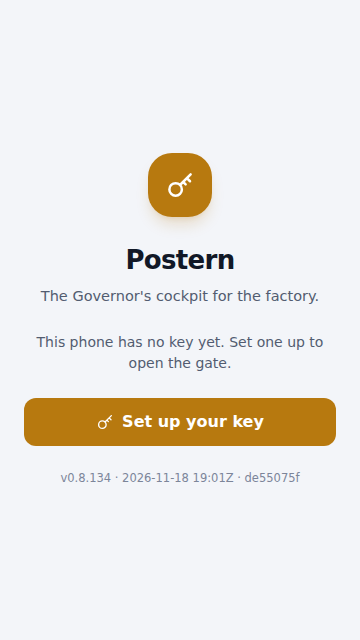 Postern
The Governor's cockpit for the factory.
This phone has no key yet. Set one up to
open the gate.
Set up your key
v0.8.134 · 2026-11-18 19:01Z · de55075f